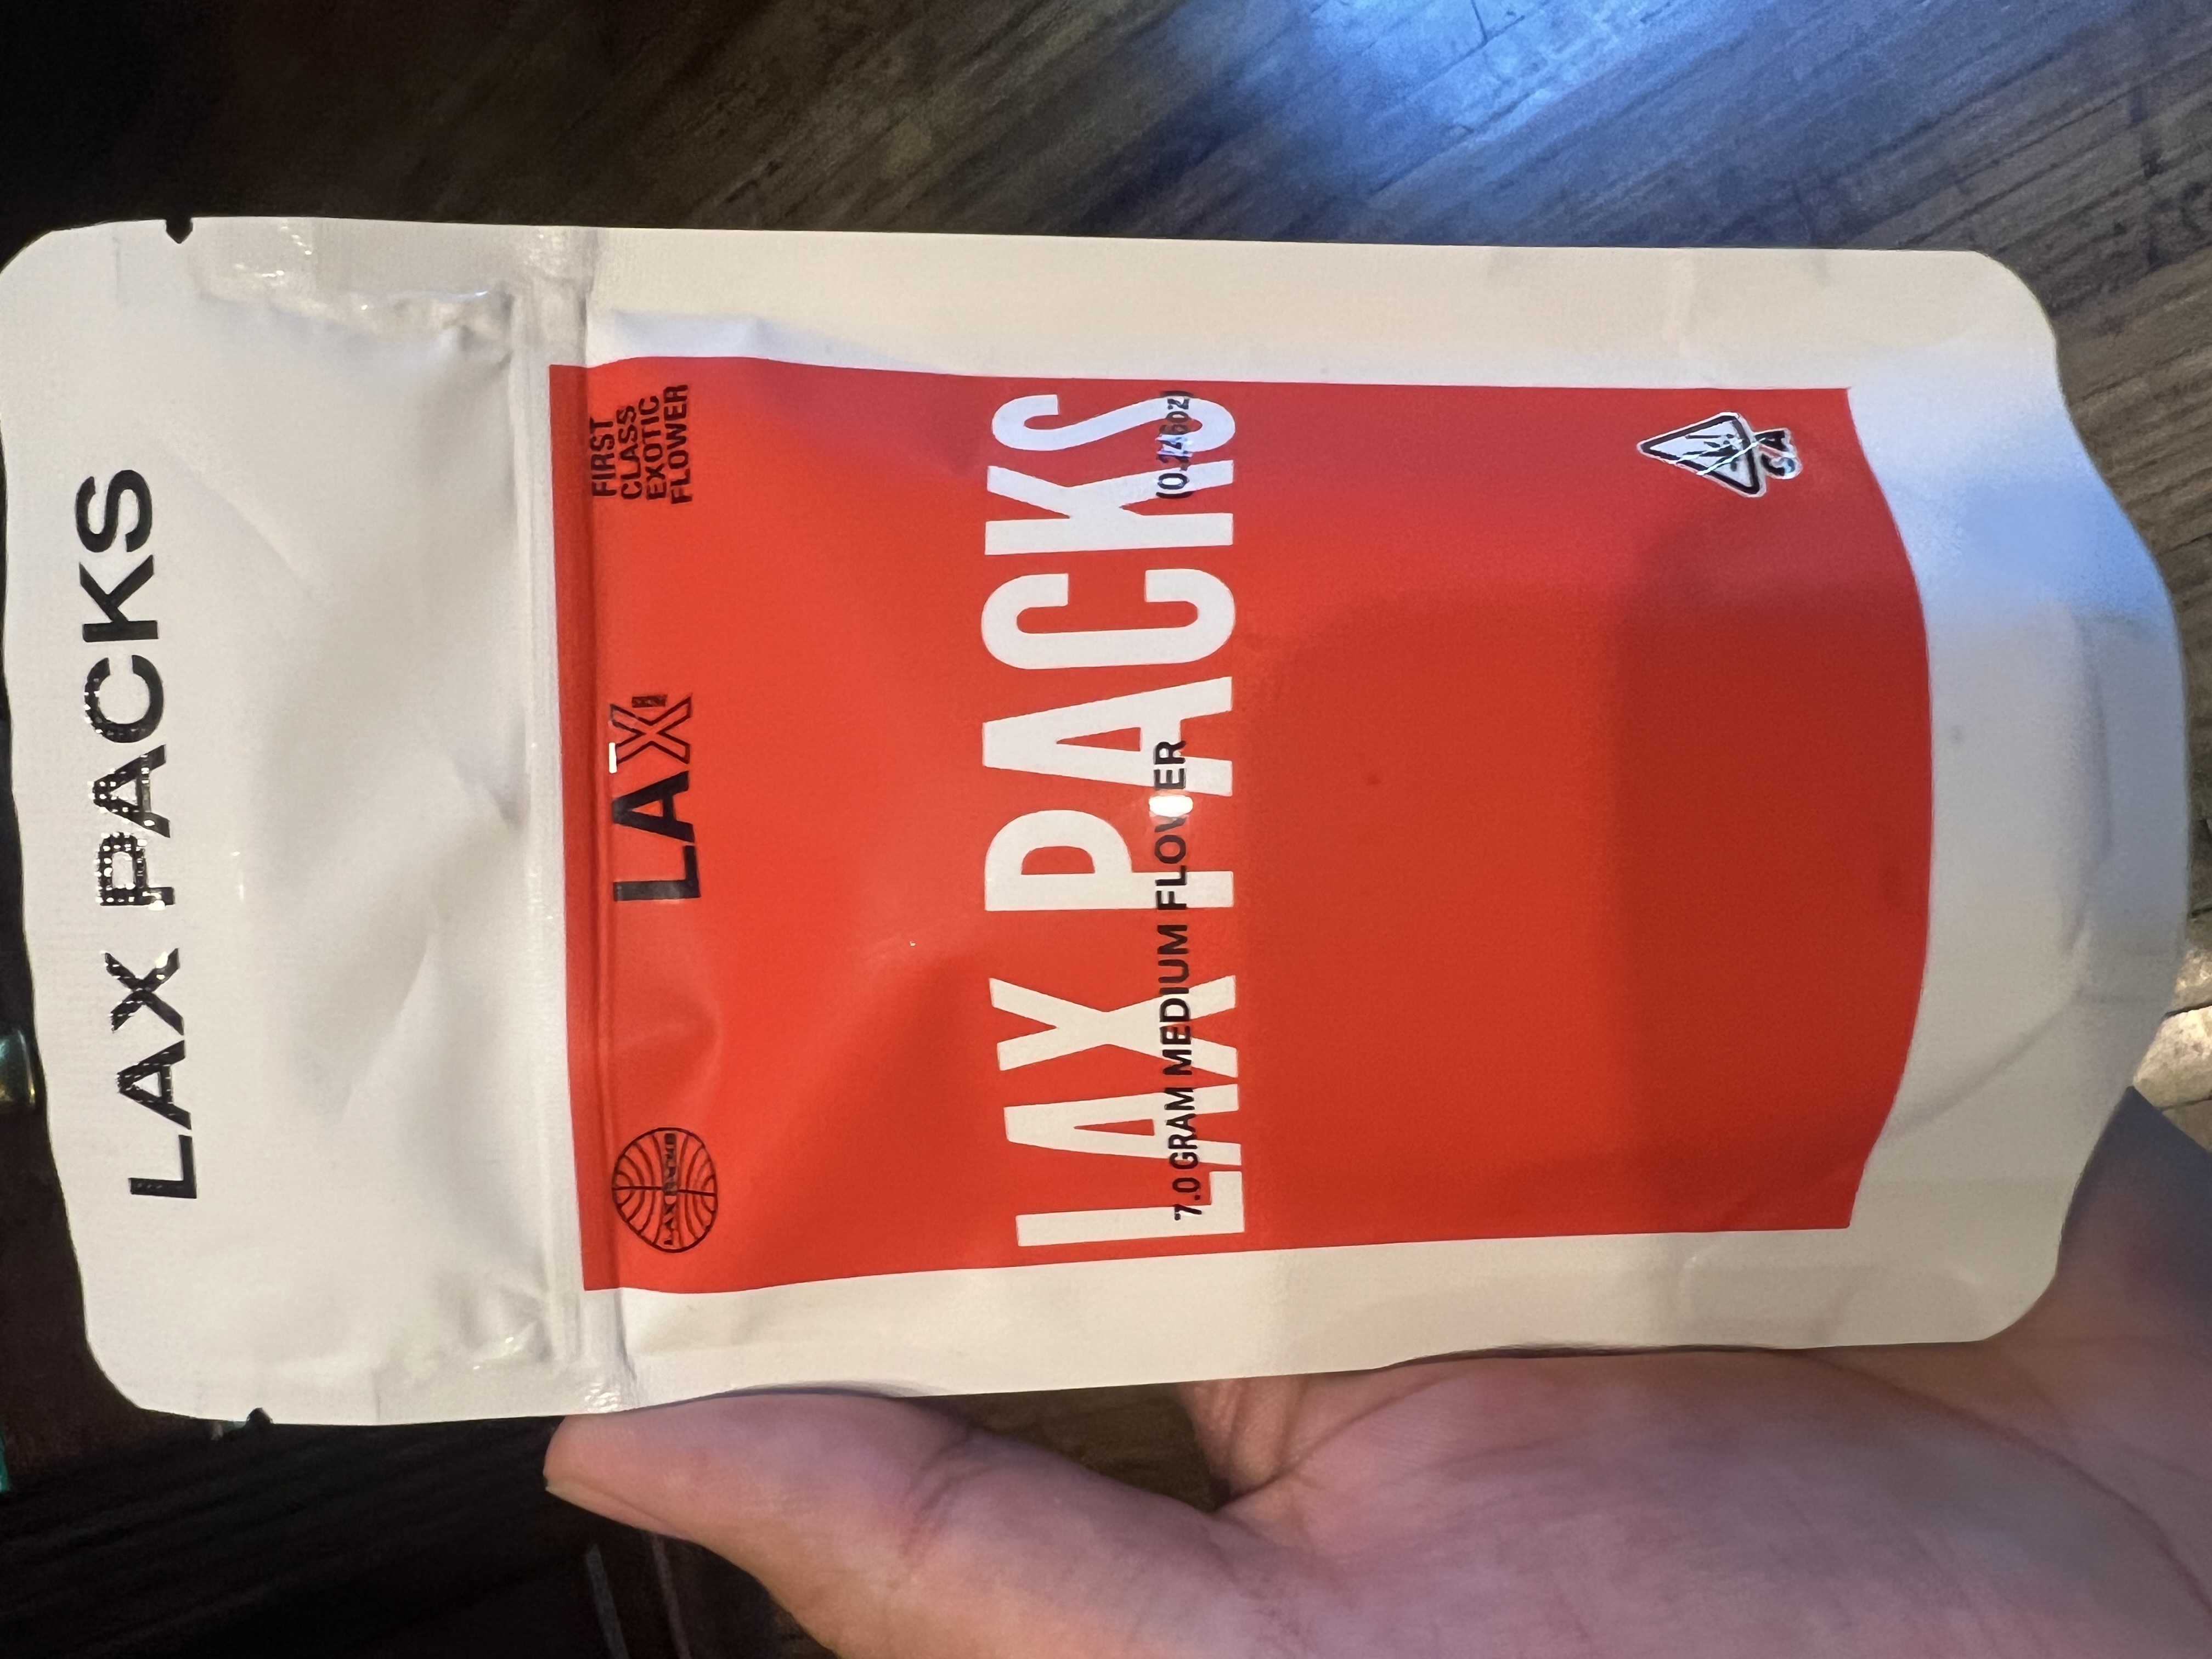 LAX PACKS
LAX
FIRST
CLASS
EXOTIC
FLOWER
LAX PACKS
7.0 GRAM MEDIUM FLOWER
CA